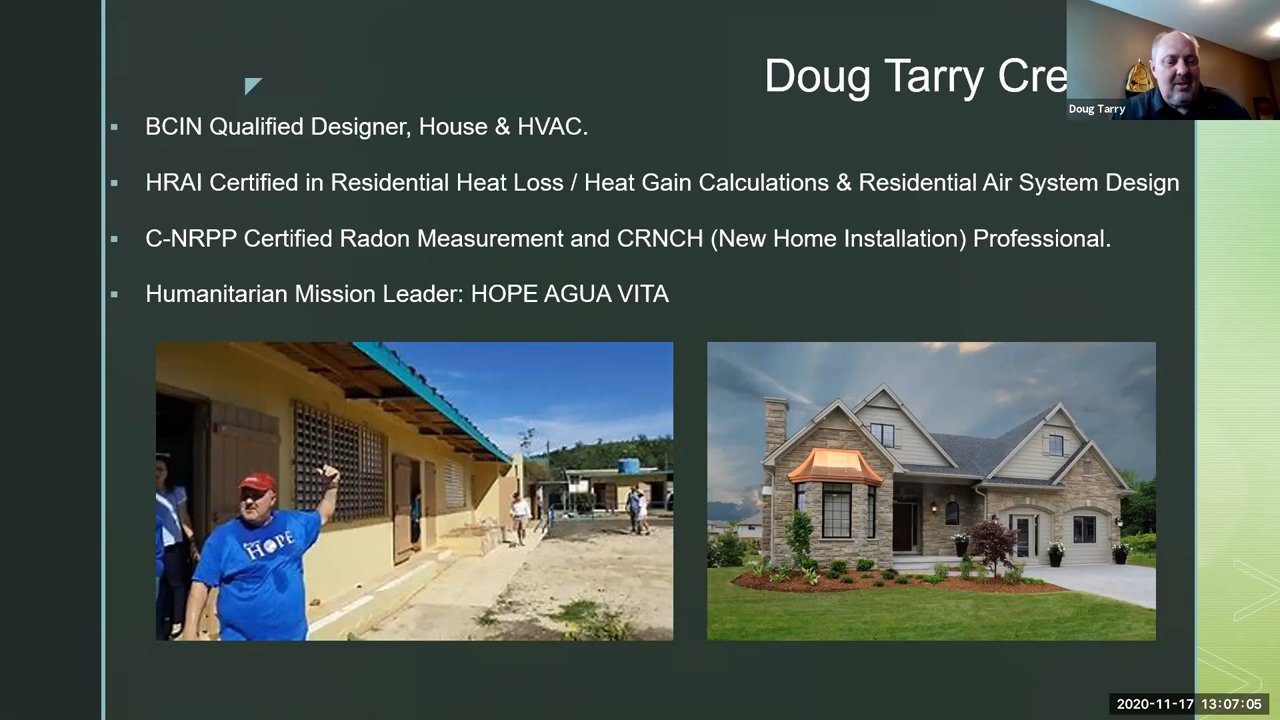 Doug Tarry Cre
Doug Tarry
BCIN Qualified Designer, House & HVAC.
HRAI Certified in Residential Heat Loss / Heat Gain Calculations & Residential Air System Design
C-NRPP Certified Radon Measurement and CRNCH (New Home Installation) Professional.
Humanitarian Mission Leader: HOPE AGUA VITA
HOPE
2020-11-17 13:07:05